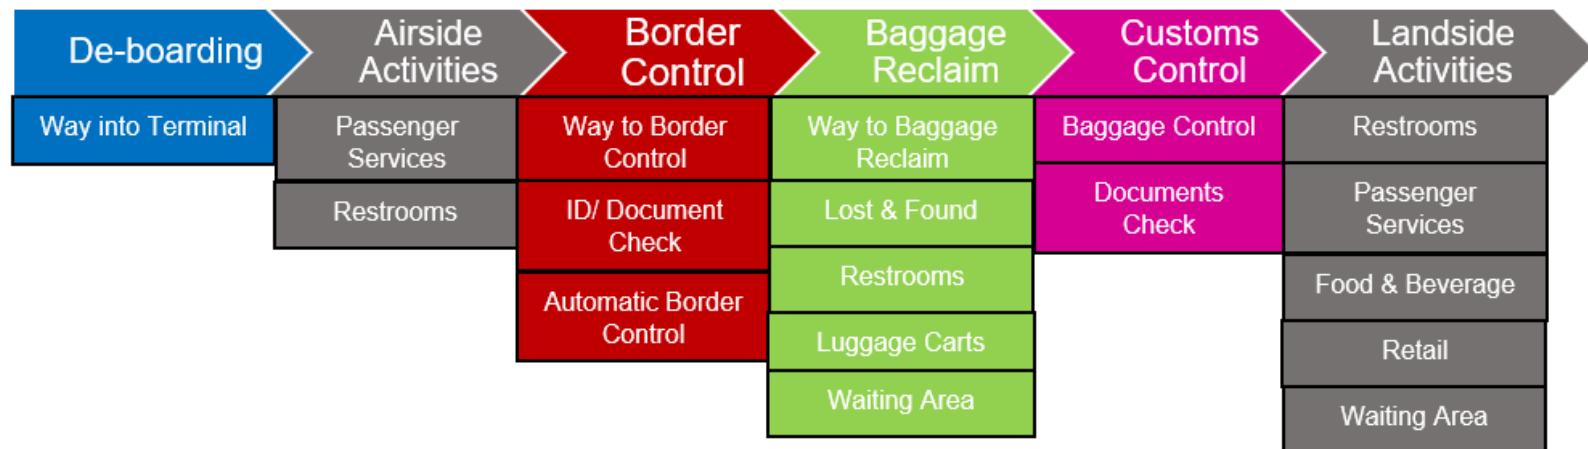 De-boarding
Airside
Activities
Border
Control
Baggage
Reclaim
Customs
Control
Landside
Activities
Way into Terminal
Passenger
Services
Restrooms
Way to Border
Control
ID/ Document
Check
Automatic Border
Control
Way to Baggage
Reclaim
Lost & Found
Restrooms
Luggage Carts
Waiting Area
Baggage Control
Documents
Check
Restrooms
Passenger
Services
Food & Beverage
Retail
Waiting Area